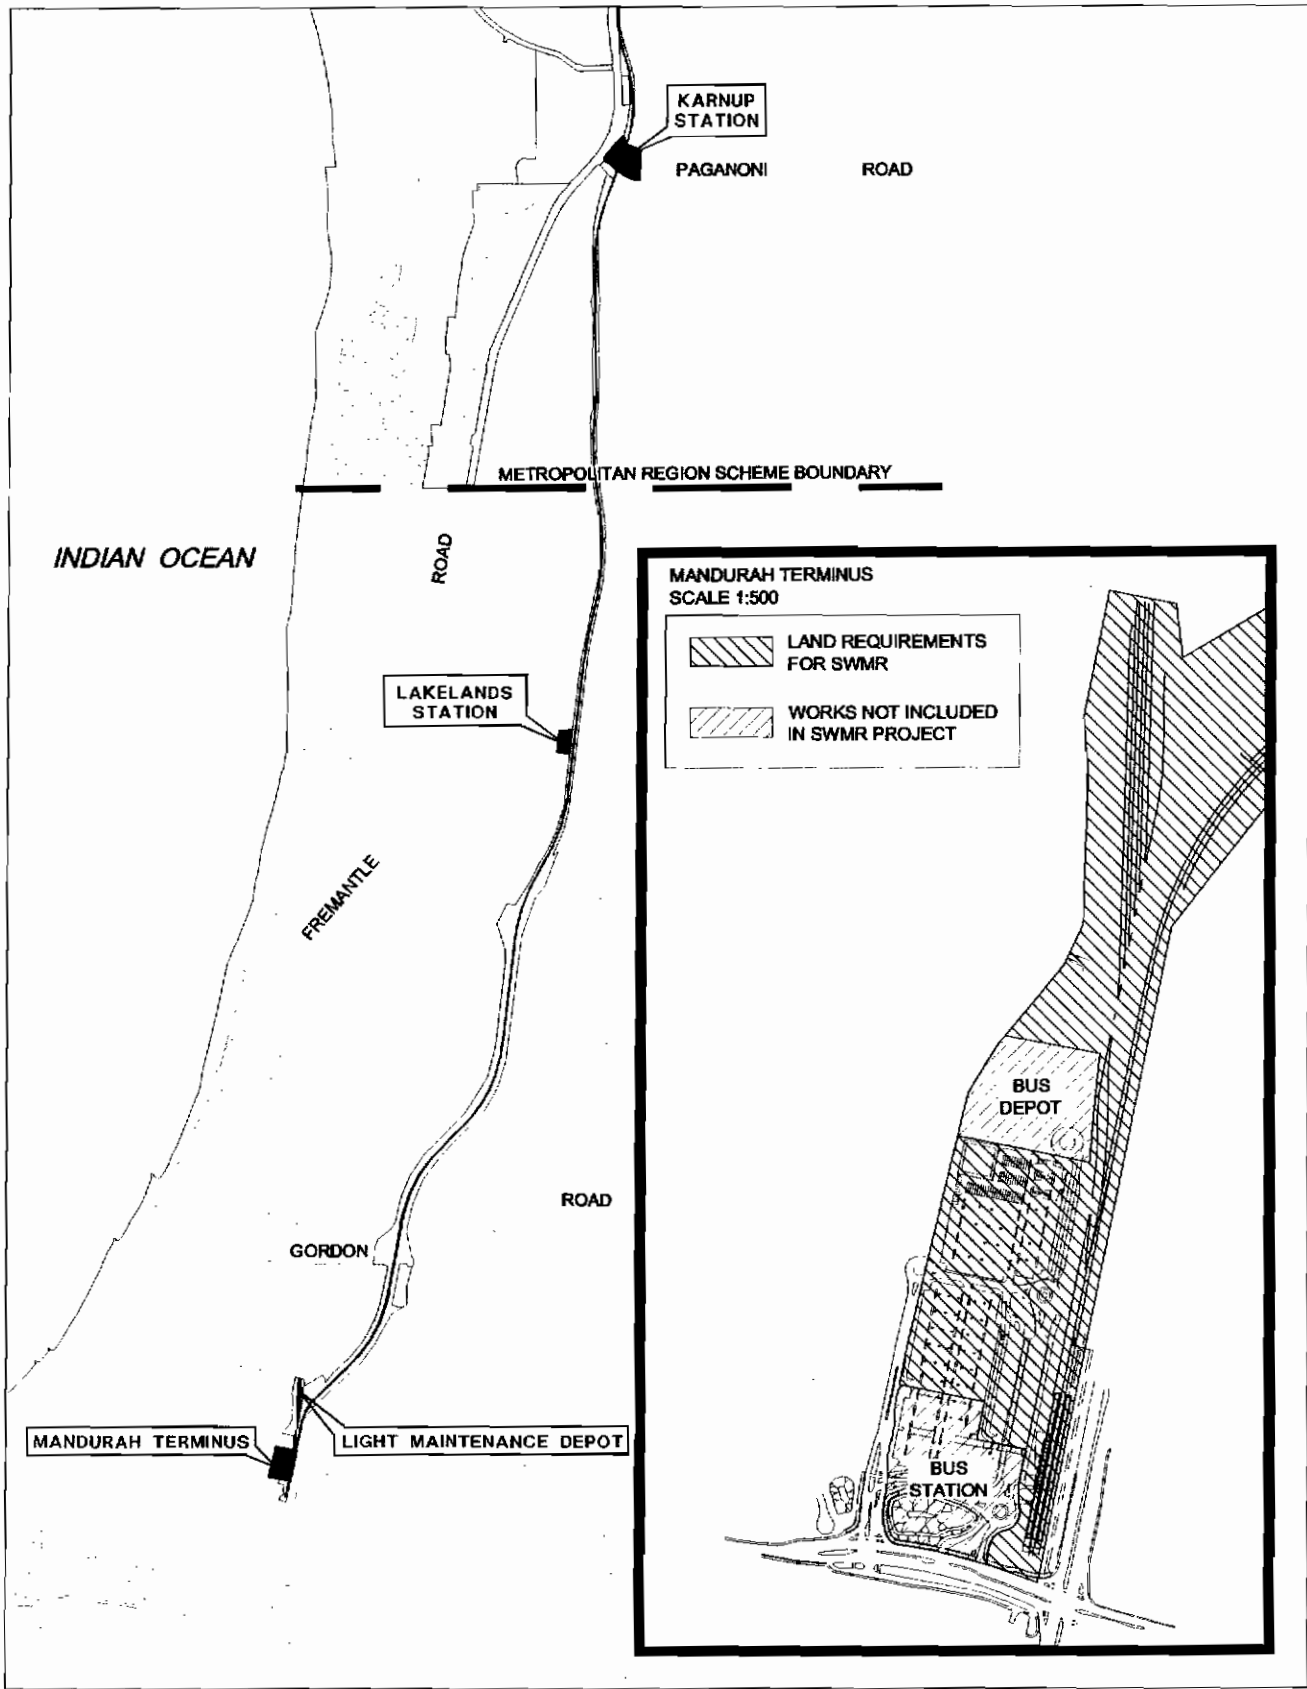 KARNUP
STATION
PAGANONI ROAD
METROPOLITAN REGION SCHEME BOUNDARY
INDIAN OCEAN
ROAD
MANDURAH TERMINUS
SCALE 1:500
LAND REQUIREMENTS
FOR SWMR
WORKS NOT INCLUDED
IN SWMR PROJECT
LAKELANDS
STATION
FREMANTLE
BUS
DEPOT
ROAD
GORDON
MANDURAH TERMINUS
LIGHT MAINTENANCE DEPOT
BUS
STATION